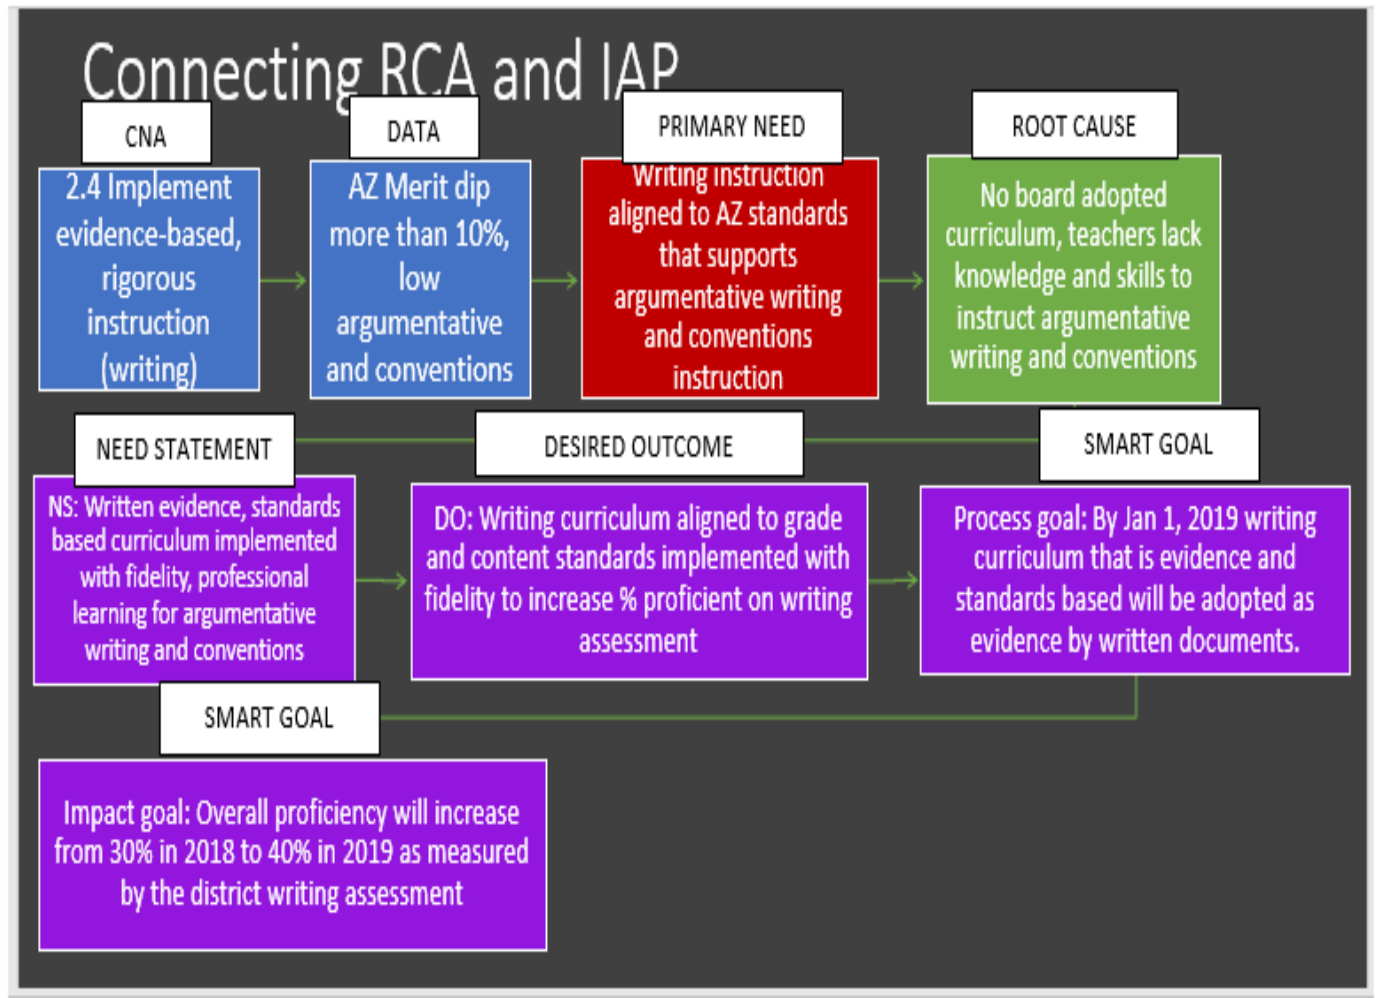 Connecting RCA and IAP
CNA
2.4 Implement
evidence-based,
rigorous
instruction
(writing)
DATA
AZ Merit dip
more than 10%,
low
argumentative
and conventions
PRIMARY NEED
Writing instruction
aligned to AZ standards
that supports
argumentative writing
and conventions
instruction
ROOT CAUSE
No board adopted
curriculum, teachers lack
knowledge and skills to
instruct argumentative
writing and conventions
NEED STATEMENT
NS: Written evidence, standards
based curriculum implemented
with fidelity, professional
learning for argumentative
writing and conventions
DESIRED OUTCOME
DO: Writing curriculum aligned to grade
and content standards implemented with
fidelity to increase % proficient on writing
assessment
SMART GOAL
Process goal: By Jan 1, 2019 writing
curriculum that is evidence and
standards based will be adopted as
evidence by written documents.
SMART GOAL
Impact goal: Overall proficiency will increase
from 30% in 2018 to 40% in 2019 as measured
by the district writing assessment